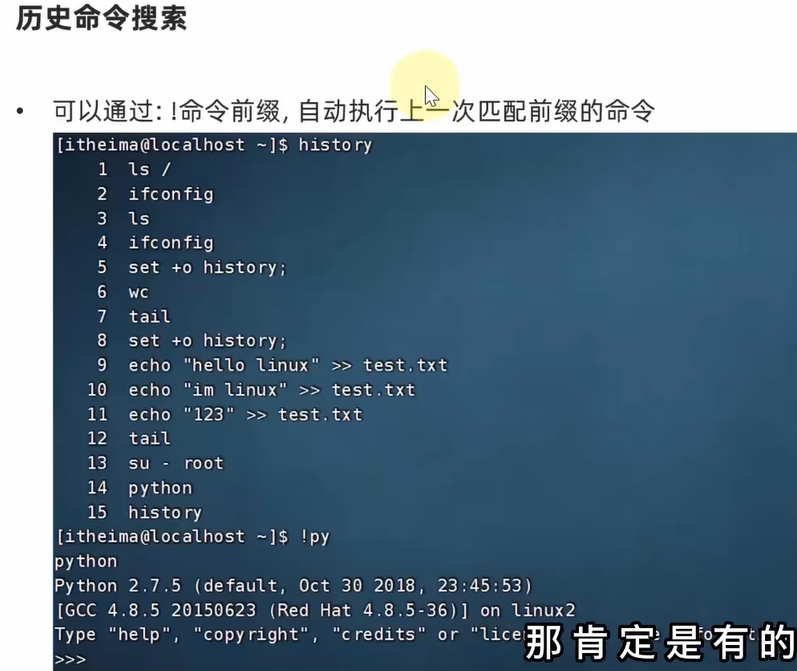 历史命令搜索
• 可以通过: !命令前缀, 自动执行上一次匹配前缀的命令
[itheima@localhost ~]$ history
1 ls /
2 ifconfig
3 ls
4 ifconfig
5 set +o history;
6 wc
7 tail
8 set +o history;
9 echo "hello linux" >> test.txt
10 echo "im linux" >> test.txt
11 echo "123" >> test.txt
12 tail
13 su - root
14 python
15 history
[itheima@localhost ~]$ !py
python
Python 2.7.5 (default, Oct 30 2018, 23:45:53)
[GCC 4.8.5 20150623 (Red Hat 4.8.5-36)] on linux2
Type "help", "copyright", "credits" or
>>>
那肯定是有的